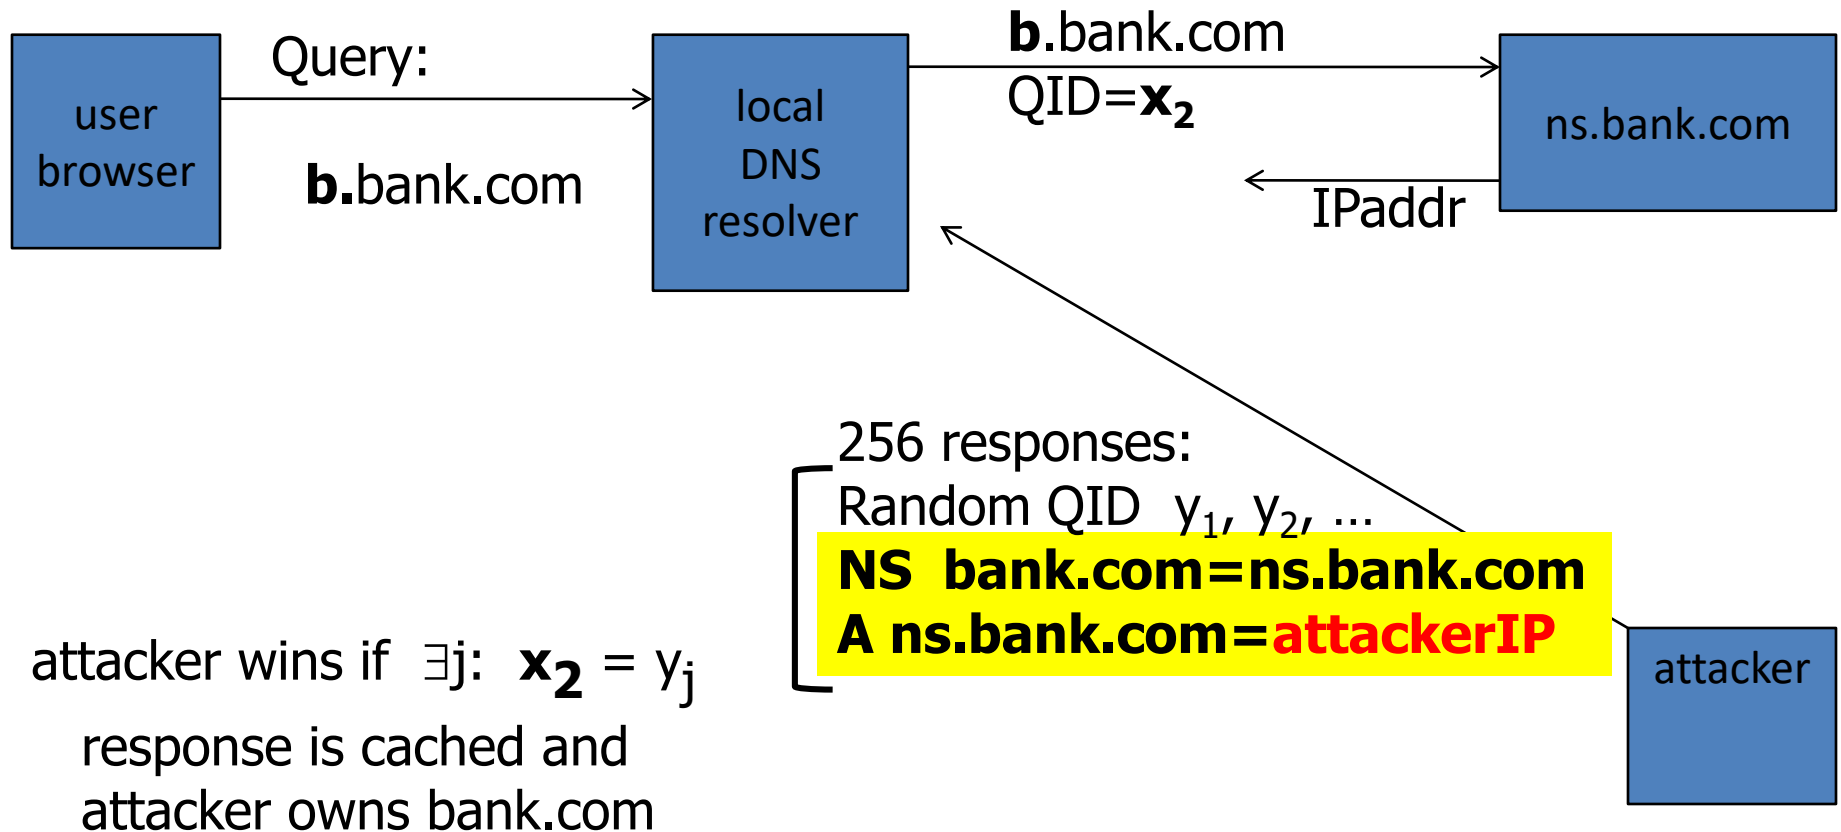 user
browser
Query:
b.bank.com
local
DNS
resolver
b.bank.com
QID=x₂
ns.bank.com
IPaddr
256 responses:
Random QID y₁, y₂, …
NS bank.com=ns.bank.com
A ns.bank.com=attackerIP
attacker
attacker wins if ∃j: x₂ = yⱼ
response is cached and
attacker owns bank.com